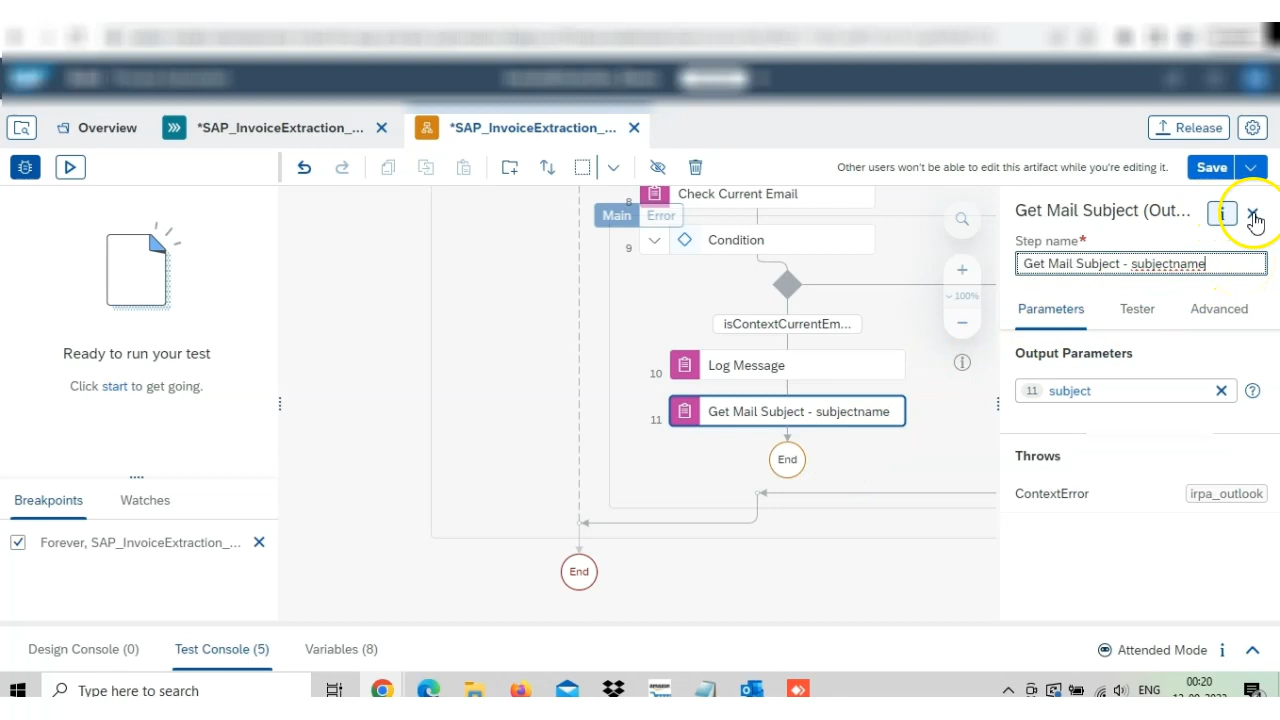 Overview
*SAP_InvoiceExtraction_...
*SAP_InvoiceExtraction_...
Release
Other users won't be able to edit this artifact while you're editing it.
Save
Ready to run your test
Click start to get going.
Breakpoints
Watches
Forever, SAP_InvoiceExtraction_...
8
Check Current Email
Main
Error
9
Condition
100%
isContextCurrentEm...
10
Log Message
11
Get Mail Subject - subjectname
End
End
Get Mail Subject (Out...
i
Step name*
Get Mail Subject - subjectname
Parameters
Tester
Advanced
Output Parameters
11 subject
Throws
ContextError
irpa_outlook
Design Console (0)
Test Console (5)
Variables (8)
Attended Mode
Type here to search
ENG
00:20